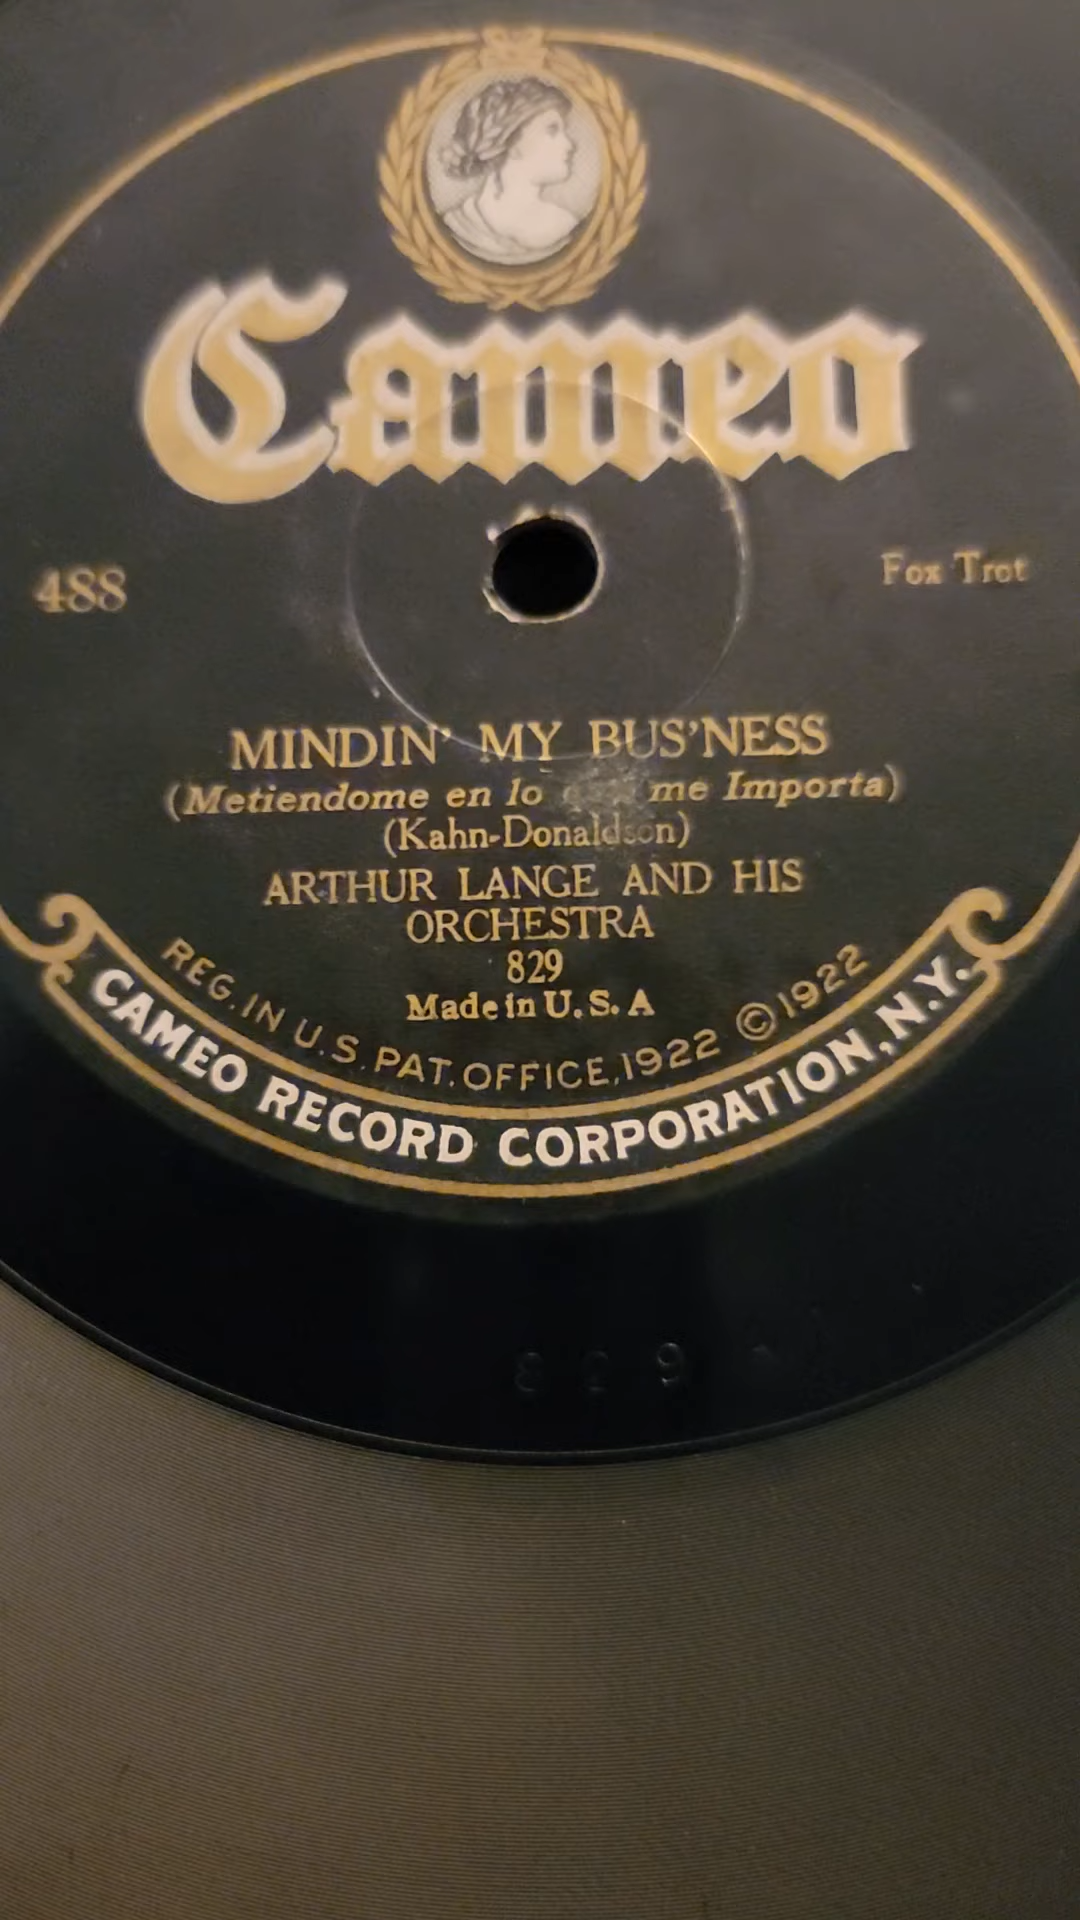 Cameo
488
Fox Trot
MINDIN' MY BUS'NESS
(Metiendome en lo me Importa)
(Kahn-Donaldson)
ARTHUR LANGE AND HIS
ORCHESTRA
829
Made in U.S.A
REG. IN U.S. PAT. OFFICE, 1922 © 1922
CAMEO RECORD CORPORATION, N.Y.